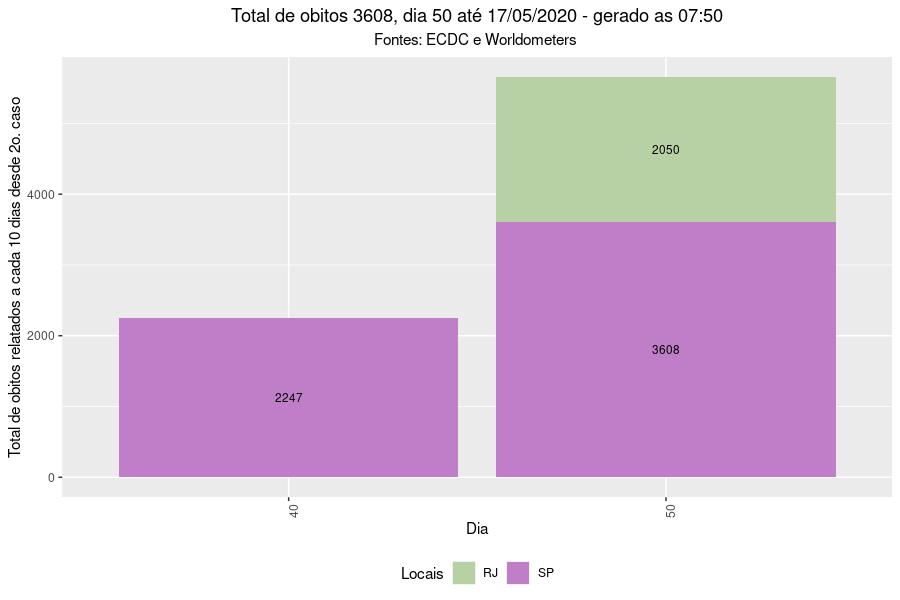 Total de obitos 3608, dia 50 até 17/05/2020 - gerado as 07:50
Fontes: ECDC e Worldometers
Total de obitos relatados a cada 10 dias desde 2o. caso
4000
2000
0
2050
3608
2247
40
50
Dia
Locais RJ SP